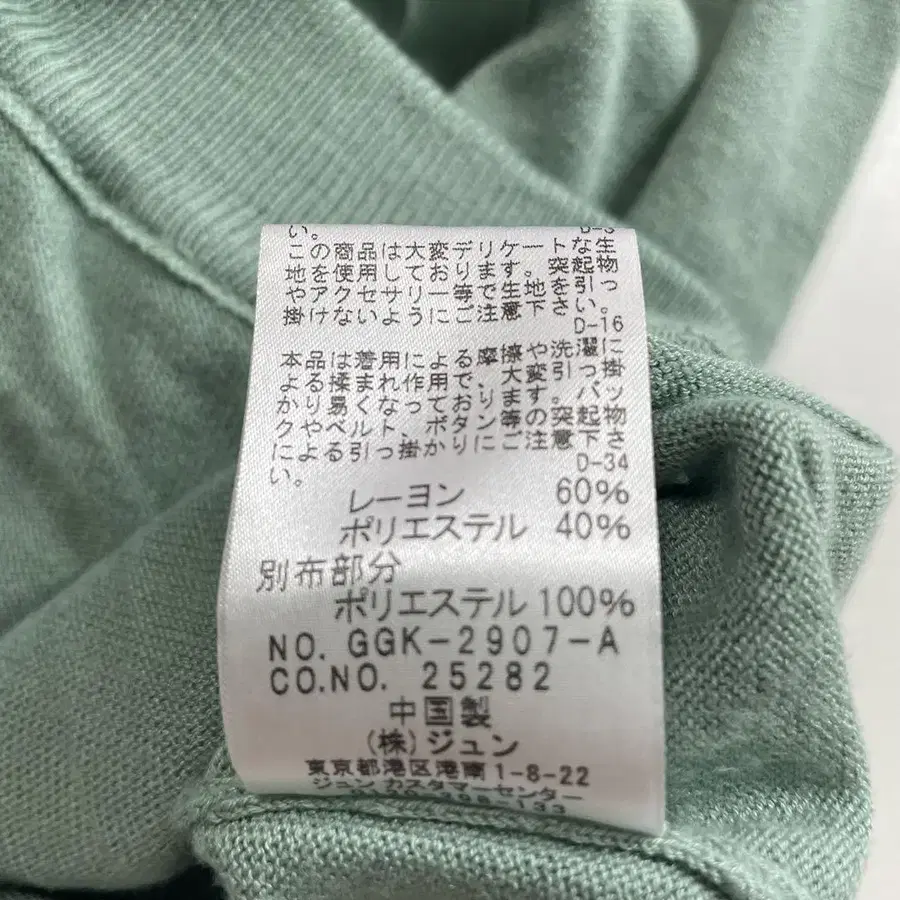 い。
この商品は大変デリケートな生
地を使用しております。突起物
やアクセサリー等で生地を引っ
掛けないようにご注意下さい。
D-16
本品は着用による摩擦や洗濯に
よる揉まれ作用で、大変引っ掛
かり易くなっております。バッ
クやベルト、ボタン等の突起物
による引っ掛かりにご注意下さ
い。
D-34
レーヨン 60%
ポリエステル 40%
別布部分
ポリエステル 100%
NO. GGK-2907-A
CO.NO. 25282
中国製
(株)ジュン
東京都港区港南1-8-22
ジュン カスタマーセンター